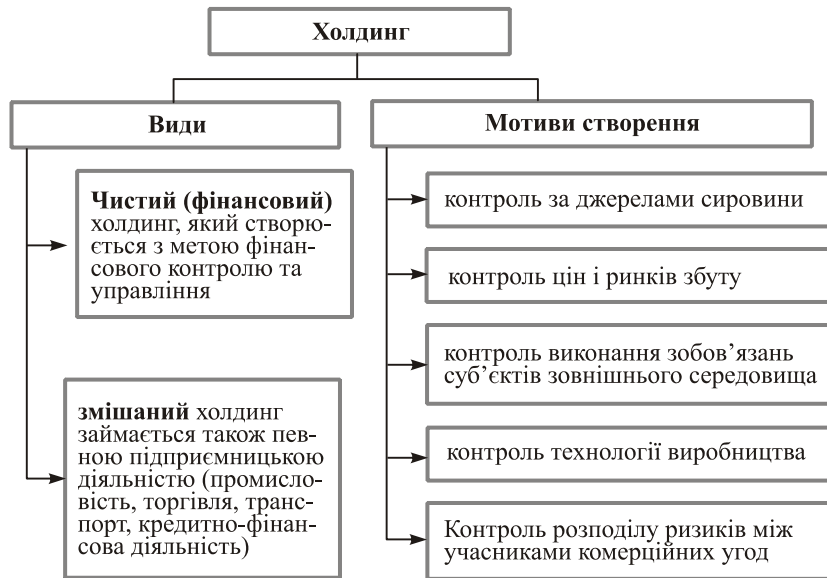 Холдинг
Види
Чистий (фінансовий)
холдинг, який створю-
ється з метою фінан-
сового контролю та
управління
змішаний холдинг
займається також пев-
ною підприємницькою
діяльністю (промисло-
вість, торгівля, транс-
порт, кредитно-фінан-
сова діяльність)
Мотиви створення
контроль за джерелами сировини
контроль цін і ринків збуту
контроль виконання зобов’язань
суб’єктів зовнішнього середовища
контроль технології виробництва
Контроль розподілу ризиків між
учасниками комерційних угод